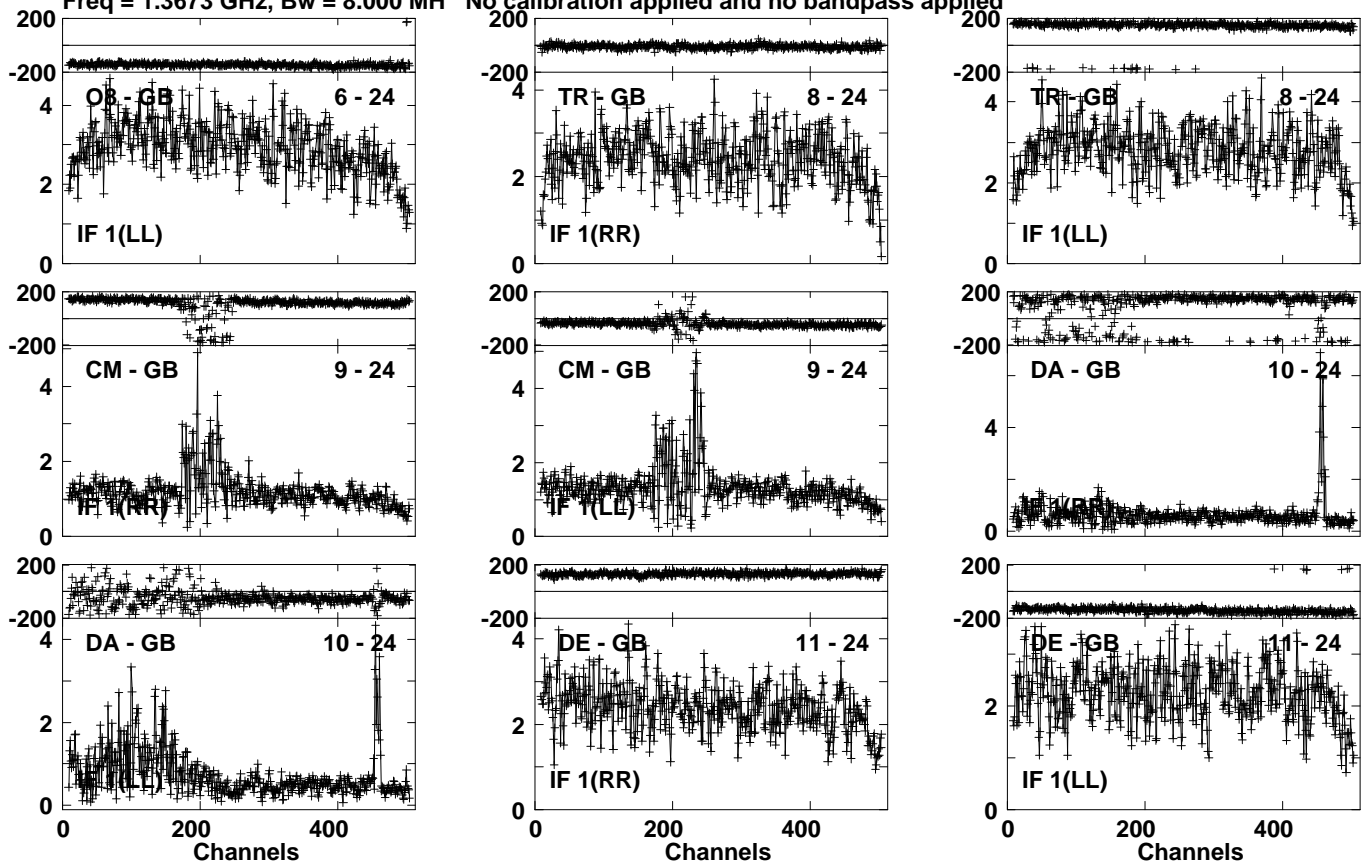 Freq = 1.3673 GHz, Bw = 8.000 MH No calibration applied and no bandpass applied
200 200
-200 -200 -200
O8 - GB 6 - 24 TR - GB 8 - 24 TR - GB 8 - 24
4 4 4
2 2 2
IF 1(LL) IF 1(RR) IF 1(LL)
0 0 0
200 200 200
-200 -200 -200
CM - GB 9 - 24 CM - GB 9 - 24 DA - GB 10 - 24
4 4 4
2 2
IF 1(RR) IF 1(LL) IF 1(RR)
0 0 0
200 200 200
-200 -200 -200
DA - GB 10 - 24 DE - GB 11 - 24 DE - GB 11 - 24
4 4
2 2 2
(LL) IF 1(RR) IF 1(LL)
0 0 0
0 200 400 0 200 400 0 200 400
Channels Channels Channels